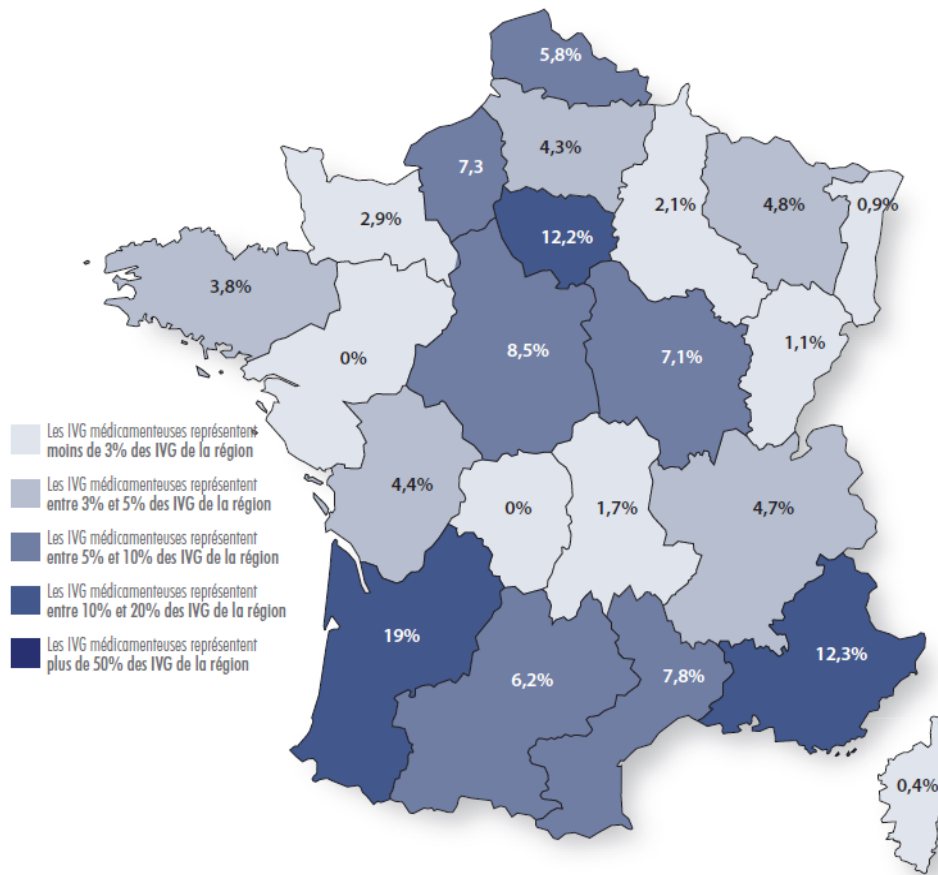 5,8%
4,3%
7,3
2,1%
4,8%
0,9%
2,9%
12,2%
3,8%
0%
8,5%
7,1%
1,1%
Les IVG médicamenteuses représentent
moins de 3% des IVG de la région
Les IVG médicamenteuses représentent
entre 3% et 5% des IVG de la région
Les IVG médicamenteuses représentent
entre 5% et 10% des IVG de la région
Les IVG médicamenteuses représentent
entre 10% et 20% des IVG de la région
Les IVG médicamenteuses représentent
plus de 50% des IVG de la région
4,4%
0%
1,7%
4,7%
19%
6,2%
7,8%
12,3%
0,4%